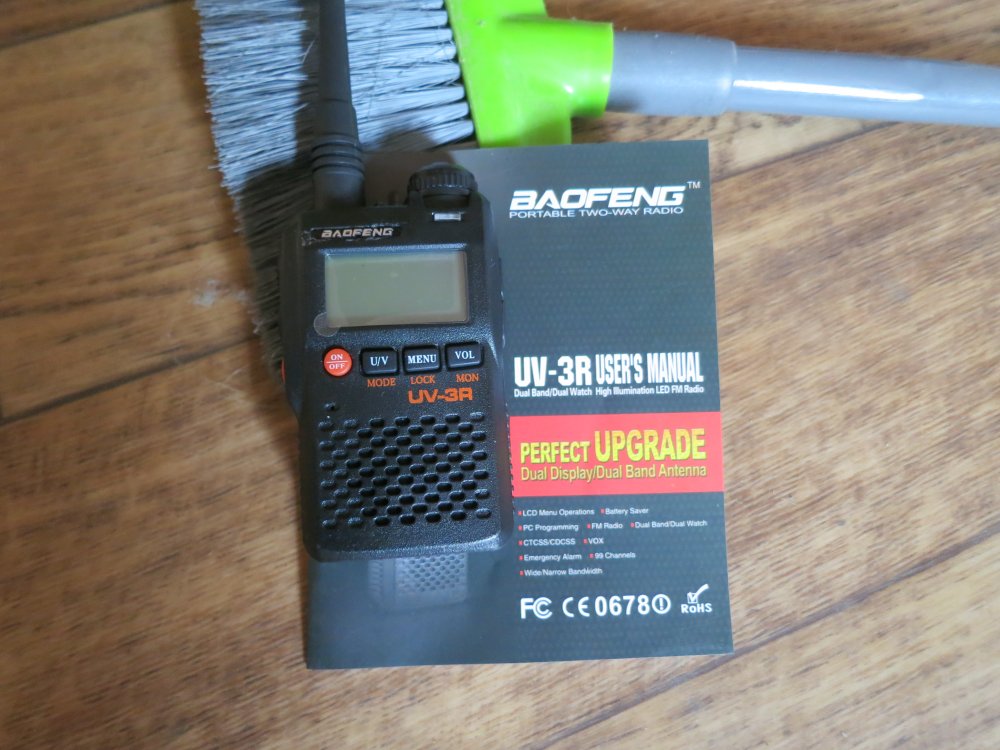 BAOFENG
ON
OFF
U/V
MENU
VOL
MODE
LOCK
MON
UV-3R
BAOFENG™
PORTABLE TWO-WAY RADIO
UV-3R USER'S MANUAL
Dual Band/Dual Watch High Illumination LED FM Radio
PERFECT UPGRADE
Dual Display/Dual Band Antenna
LCD Menu Operations Battery Saver
PC Programming FM Radio Dual Band/Dual Watch
CTCSS/CDCSS VOX
Emergency Alarm 99 Channels
Wide/Narrow Bandwidth
FC CE0678
RoHS